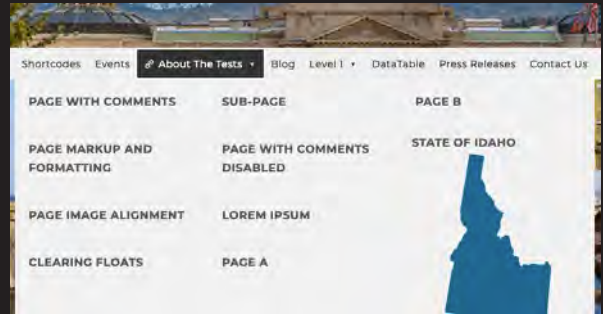 Shortcodes Events About The Tests Blog Level 1 DataTable Press Releases Contact Us
PAGE WITH COMMENTS
PAGE MARKUP AND
FORMATTING
PAGE IMAGE ALIGNMENT
CLEARING FLOATS
SUB-PAGE
PAGE WITH COMMENTS
DISABLED
LOREM IPSUM
PAGE A
PAGE B
STATE OF IDAHO